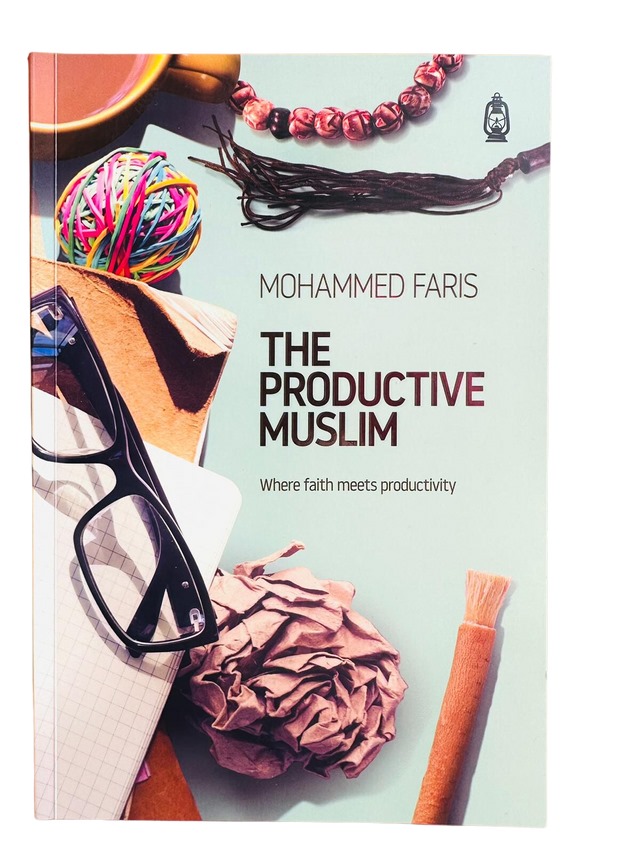 MOHAMMED FARIS
THE
PRODUCTIVE
MUSLIM
Where faith meets productivity